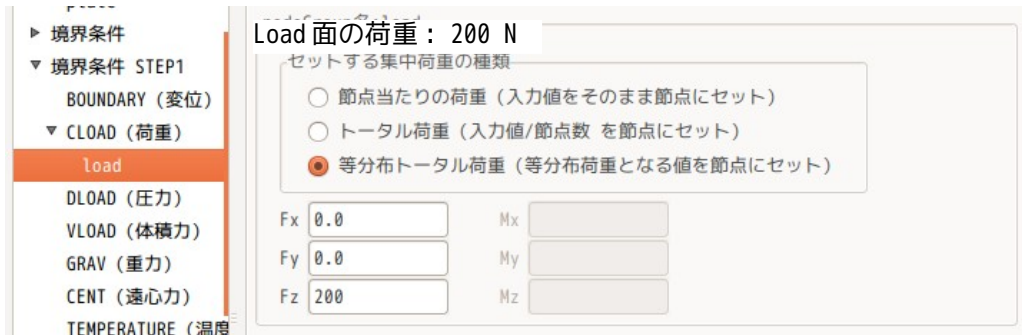 境界条件
境界条件 STEP1
BOUNDARY (変位)
CLOAD (荷重)
load
DLOAD (圧力)
VLOAD (体積力)
GRAV (重力)
CENT (遠心力)
TEMPERATURE (温度
Load 面の荷重： 200 N
セットする集中荷重の種類
節点当たりの荷重 (入力値をそのまま節点にセット)
トータル荷重 (入力値/節点数 を節点にセット)
等分布トータル荷重 (等分布荷重となる値を節点にセット)
Fx 0.0 Mx
Fy 0.0 My
Fz 200 Mz